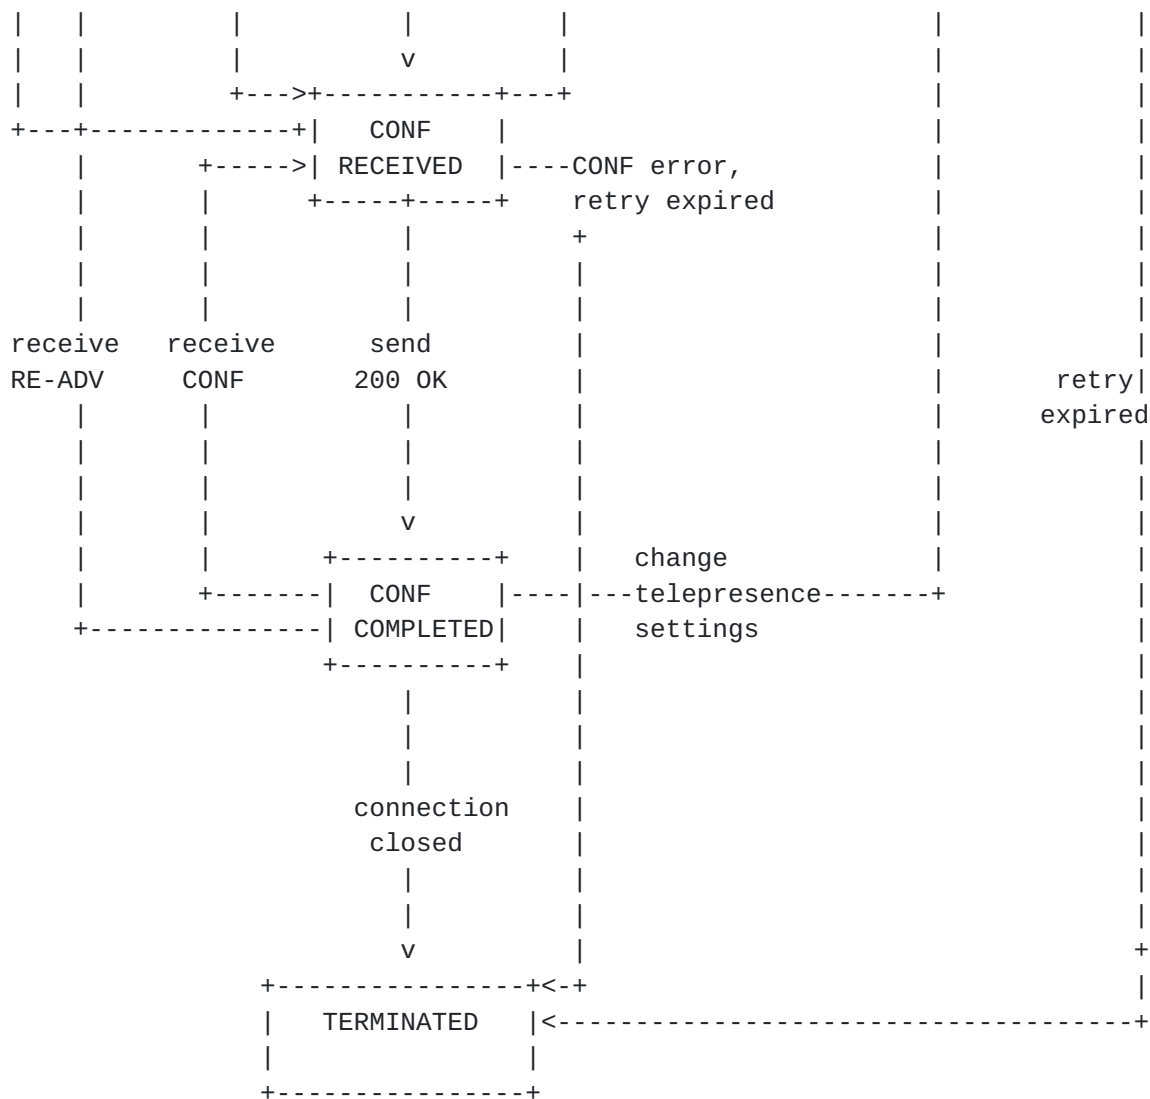 CONF
RECEIVED CONF error,
retry expired
receive receive send
RE-ADV CONF 200 OK retry
expired
change
CONF telepresence
COMPLETED settings
connection
closed
TERMINATED